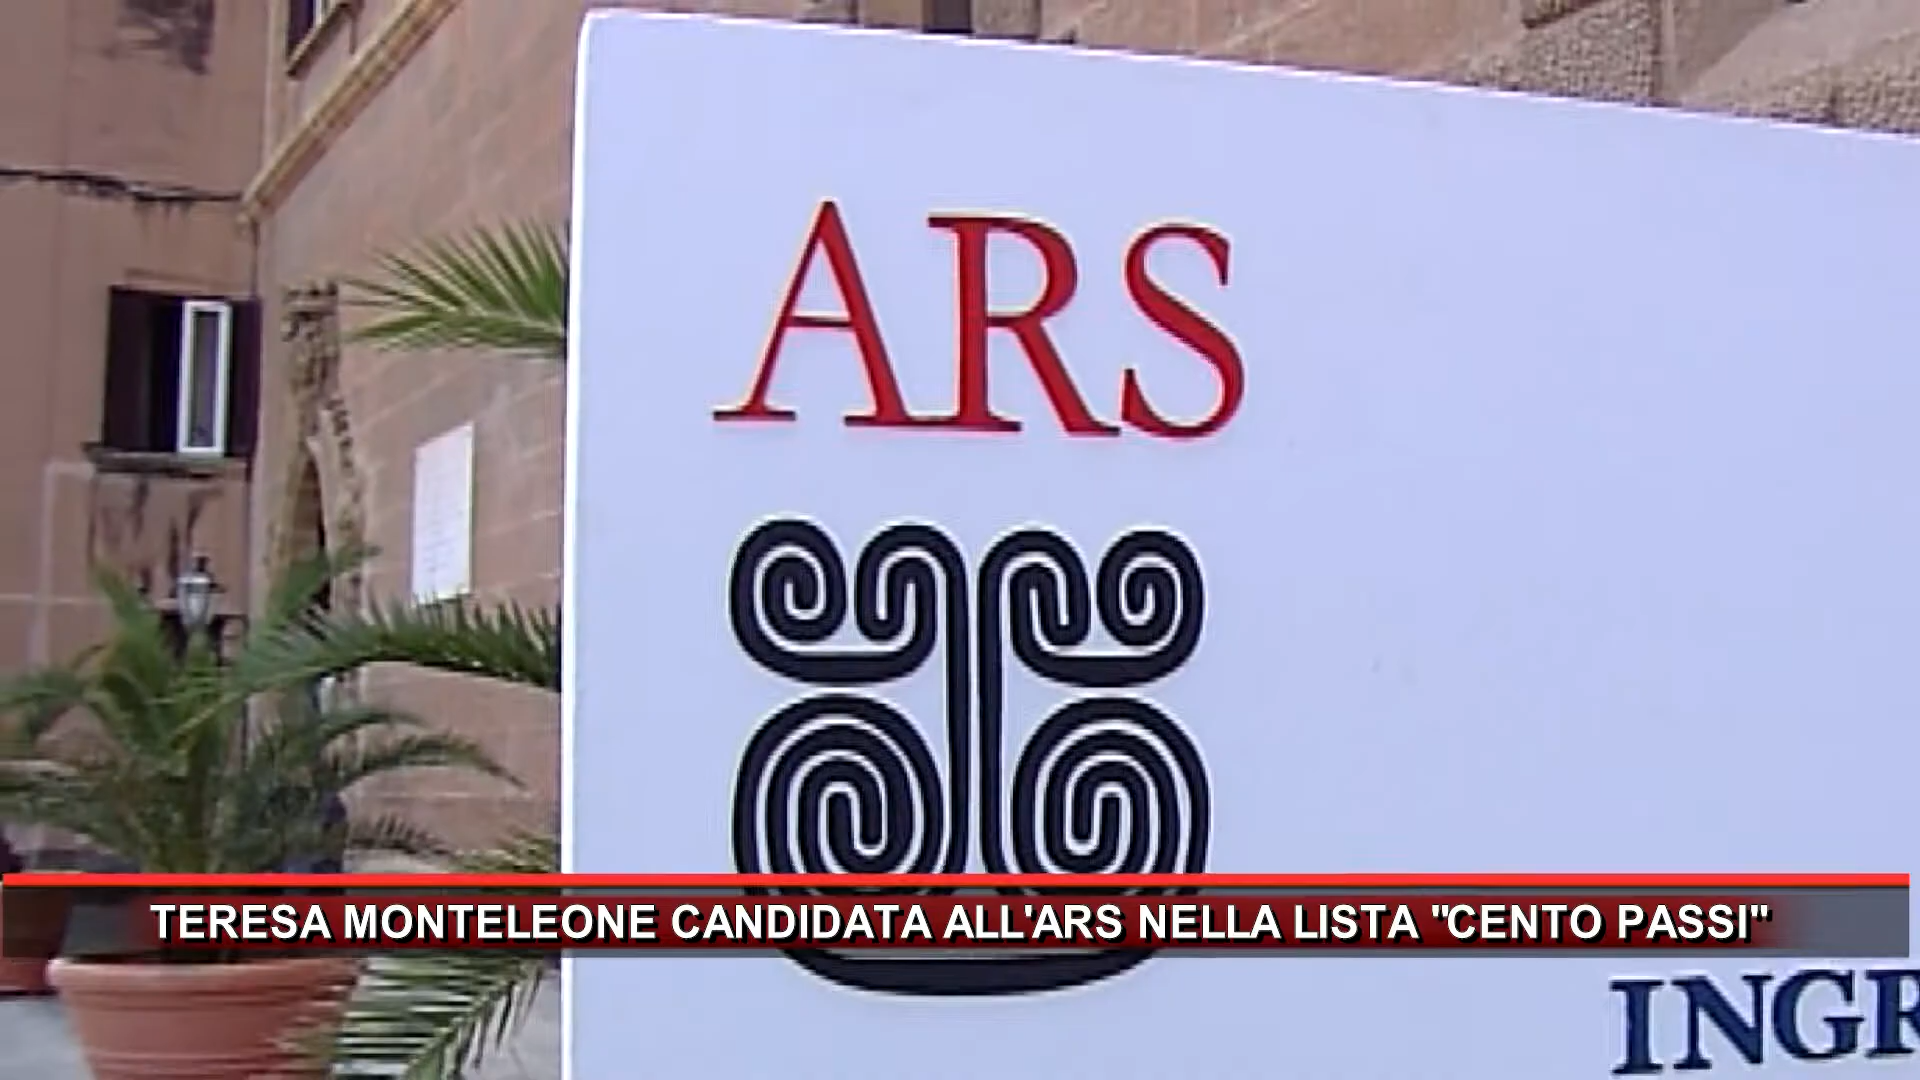 ARS
TERESA MONTELEONE CANDIDATA ALL'ARS NELLA LISTA "CENTO PASSI"
INGR